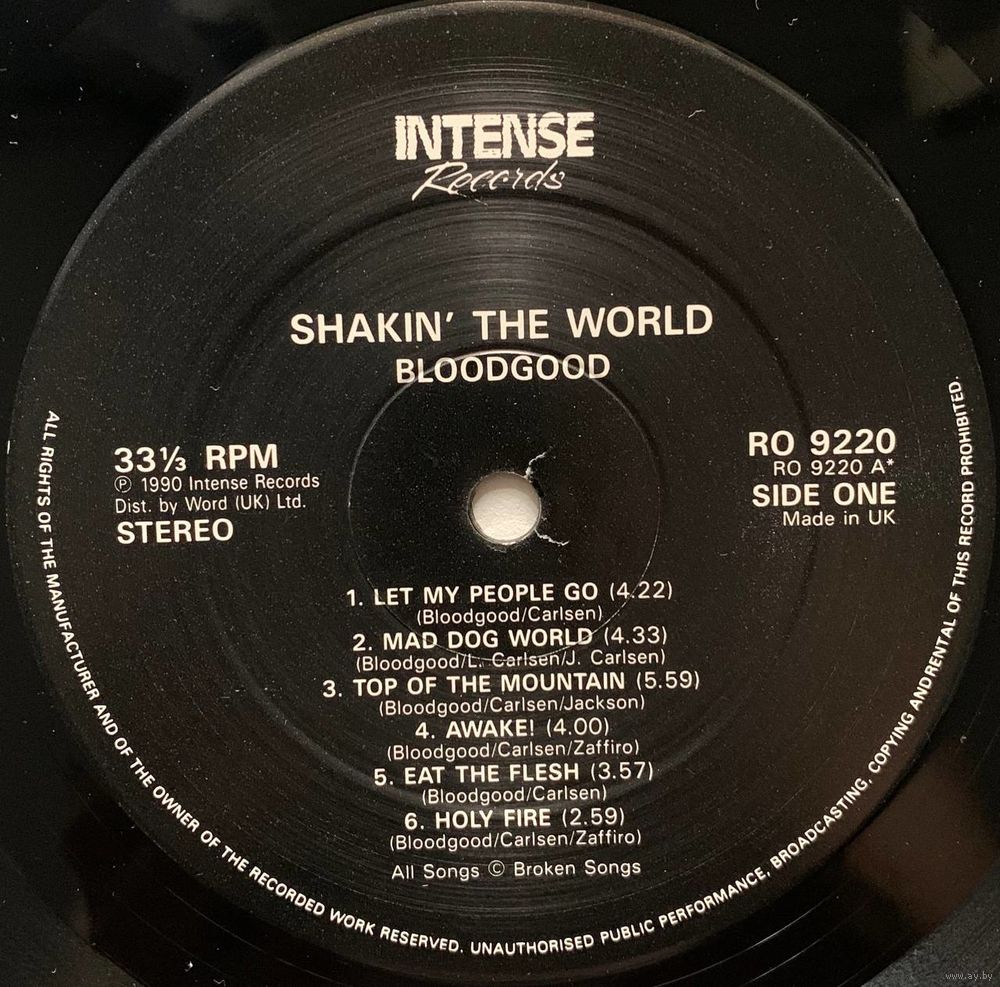 INTENSE
Records
SHAKIN' THE WORLD
BLOODGOOD
33⅓ RPM
℗ 1990 Intense Records
Dist. by Word (UK) Ltd.
STEREO
RO 9220
RO 9220 A*
SIDE ONE
Made in UK
1. LET MY PEOPLE GO (4.22)
(Bloodgood/Carlsen)
2. MAD DOG WORLD (4.33)
(Bloodgood/L. Carlsen/J. Carlsen)
3. TOP OF THE MOUNTAIN (5.59)
(Bloodgood/Carlsen/Jackson)
4. AWAKE! (4.00)
(Bloodgood/Carlsen/Zaffiro)
5. EAT THE FLESH (3.57)
(Bloodgood/Carlsen)
6. HOLY FIRE (2.59)
(Bloodgood/Carlsen/Zaffiro)
All Songs © Broken Songs
ALL RIGHTS OF THE MANUFACTURER AND OF THE OWNER OF THE RECORDED WORK RESERVED. UNAUTHORISED PUBLIC PERFORMANCE, BROADCASTING, COPYING AND RENTAL OF THIS RECORD PROHIBITED.
www.ay.by